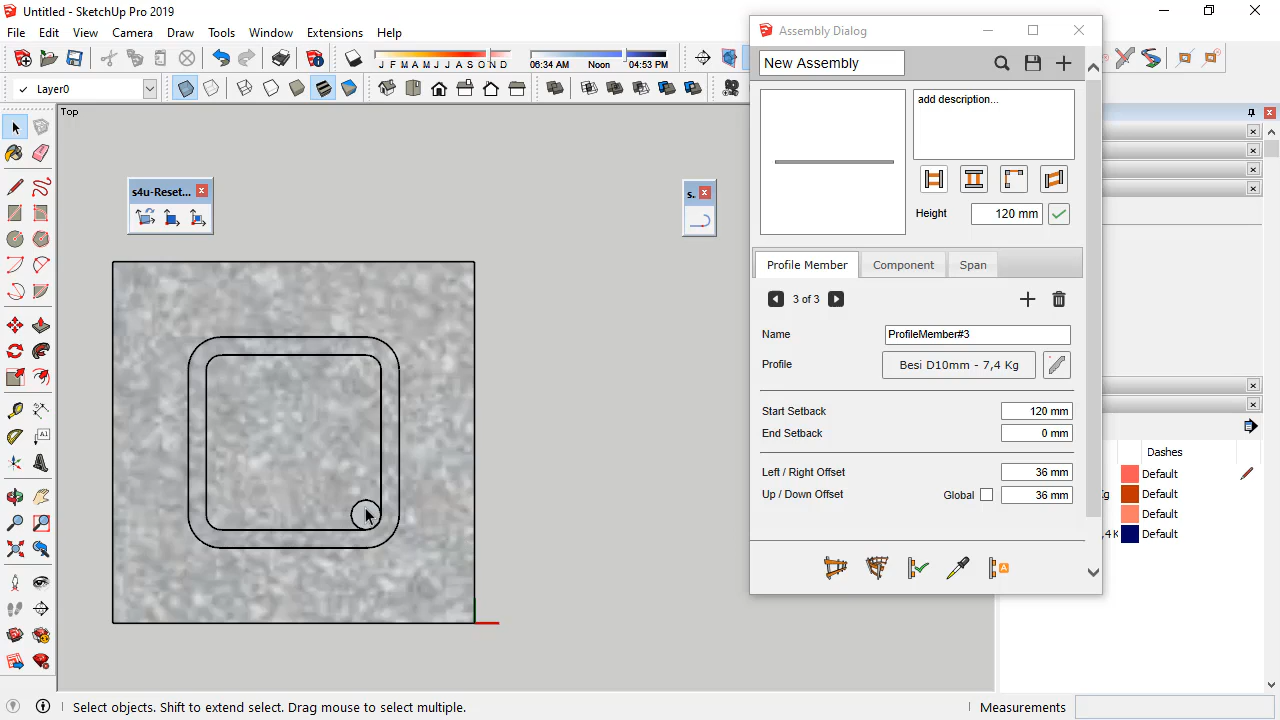 Untitled - SketchUp Pro 2019
File Edit View Camera Draw Tools Window Extensions Help
J F M A M J J A S O N D
06:34 AM Noon 04:53 PM
Layer0
Top
s4u-Reset...
s.
Assembly Dialog
New Assembly
add description...
Height 120 mm
Profile Member Component Span
3 of 3
Name ProfileMember#3
Profile Besi D10mm - 7,4 Kg
Start Setback 120 mm
End Setback 0 mm
Left / Right Offset 36 mm
Up / Down Offset Global 36 mm
Dashes
Default
Default
Default
Default
Select objects. Shift to extend select. Drag mouse to select multiple.
Measurements